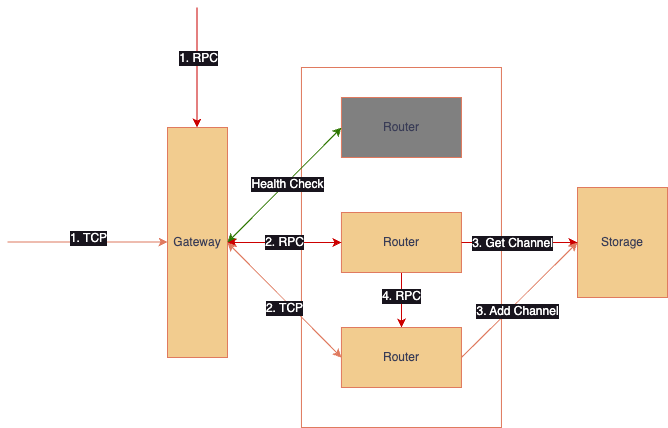 1. RPC
Router
Health Check
1. TCP
Gateway
2. RPC
Router
3. Get Channel
Storage
4. RPC
2. TCP
3. Add Channel
Router